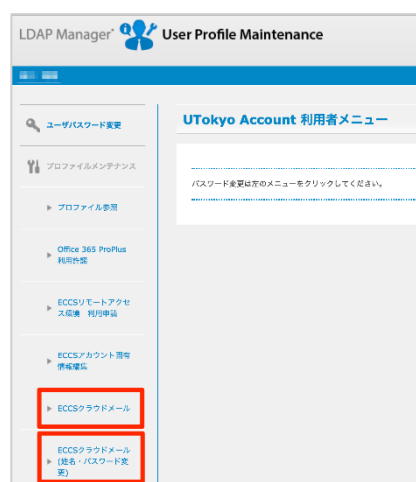 LDAP Manager User Profile Maintenance
ユーザパスワード変更
UTokyo Account 利用者メニュー
プロファイルメンテナンス
パスワード変更は左のメニューをクリックしてください。
プロファイル参照
Office 365 ProPlus
利用許諾
ECCSリモートアクセ
ス環境 利用申請
ECCSアカウント固有
情報編集
ECCSクラウドメール
ECCSクラウドメール
(姓名・パスワード変
更)